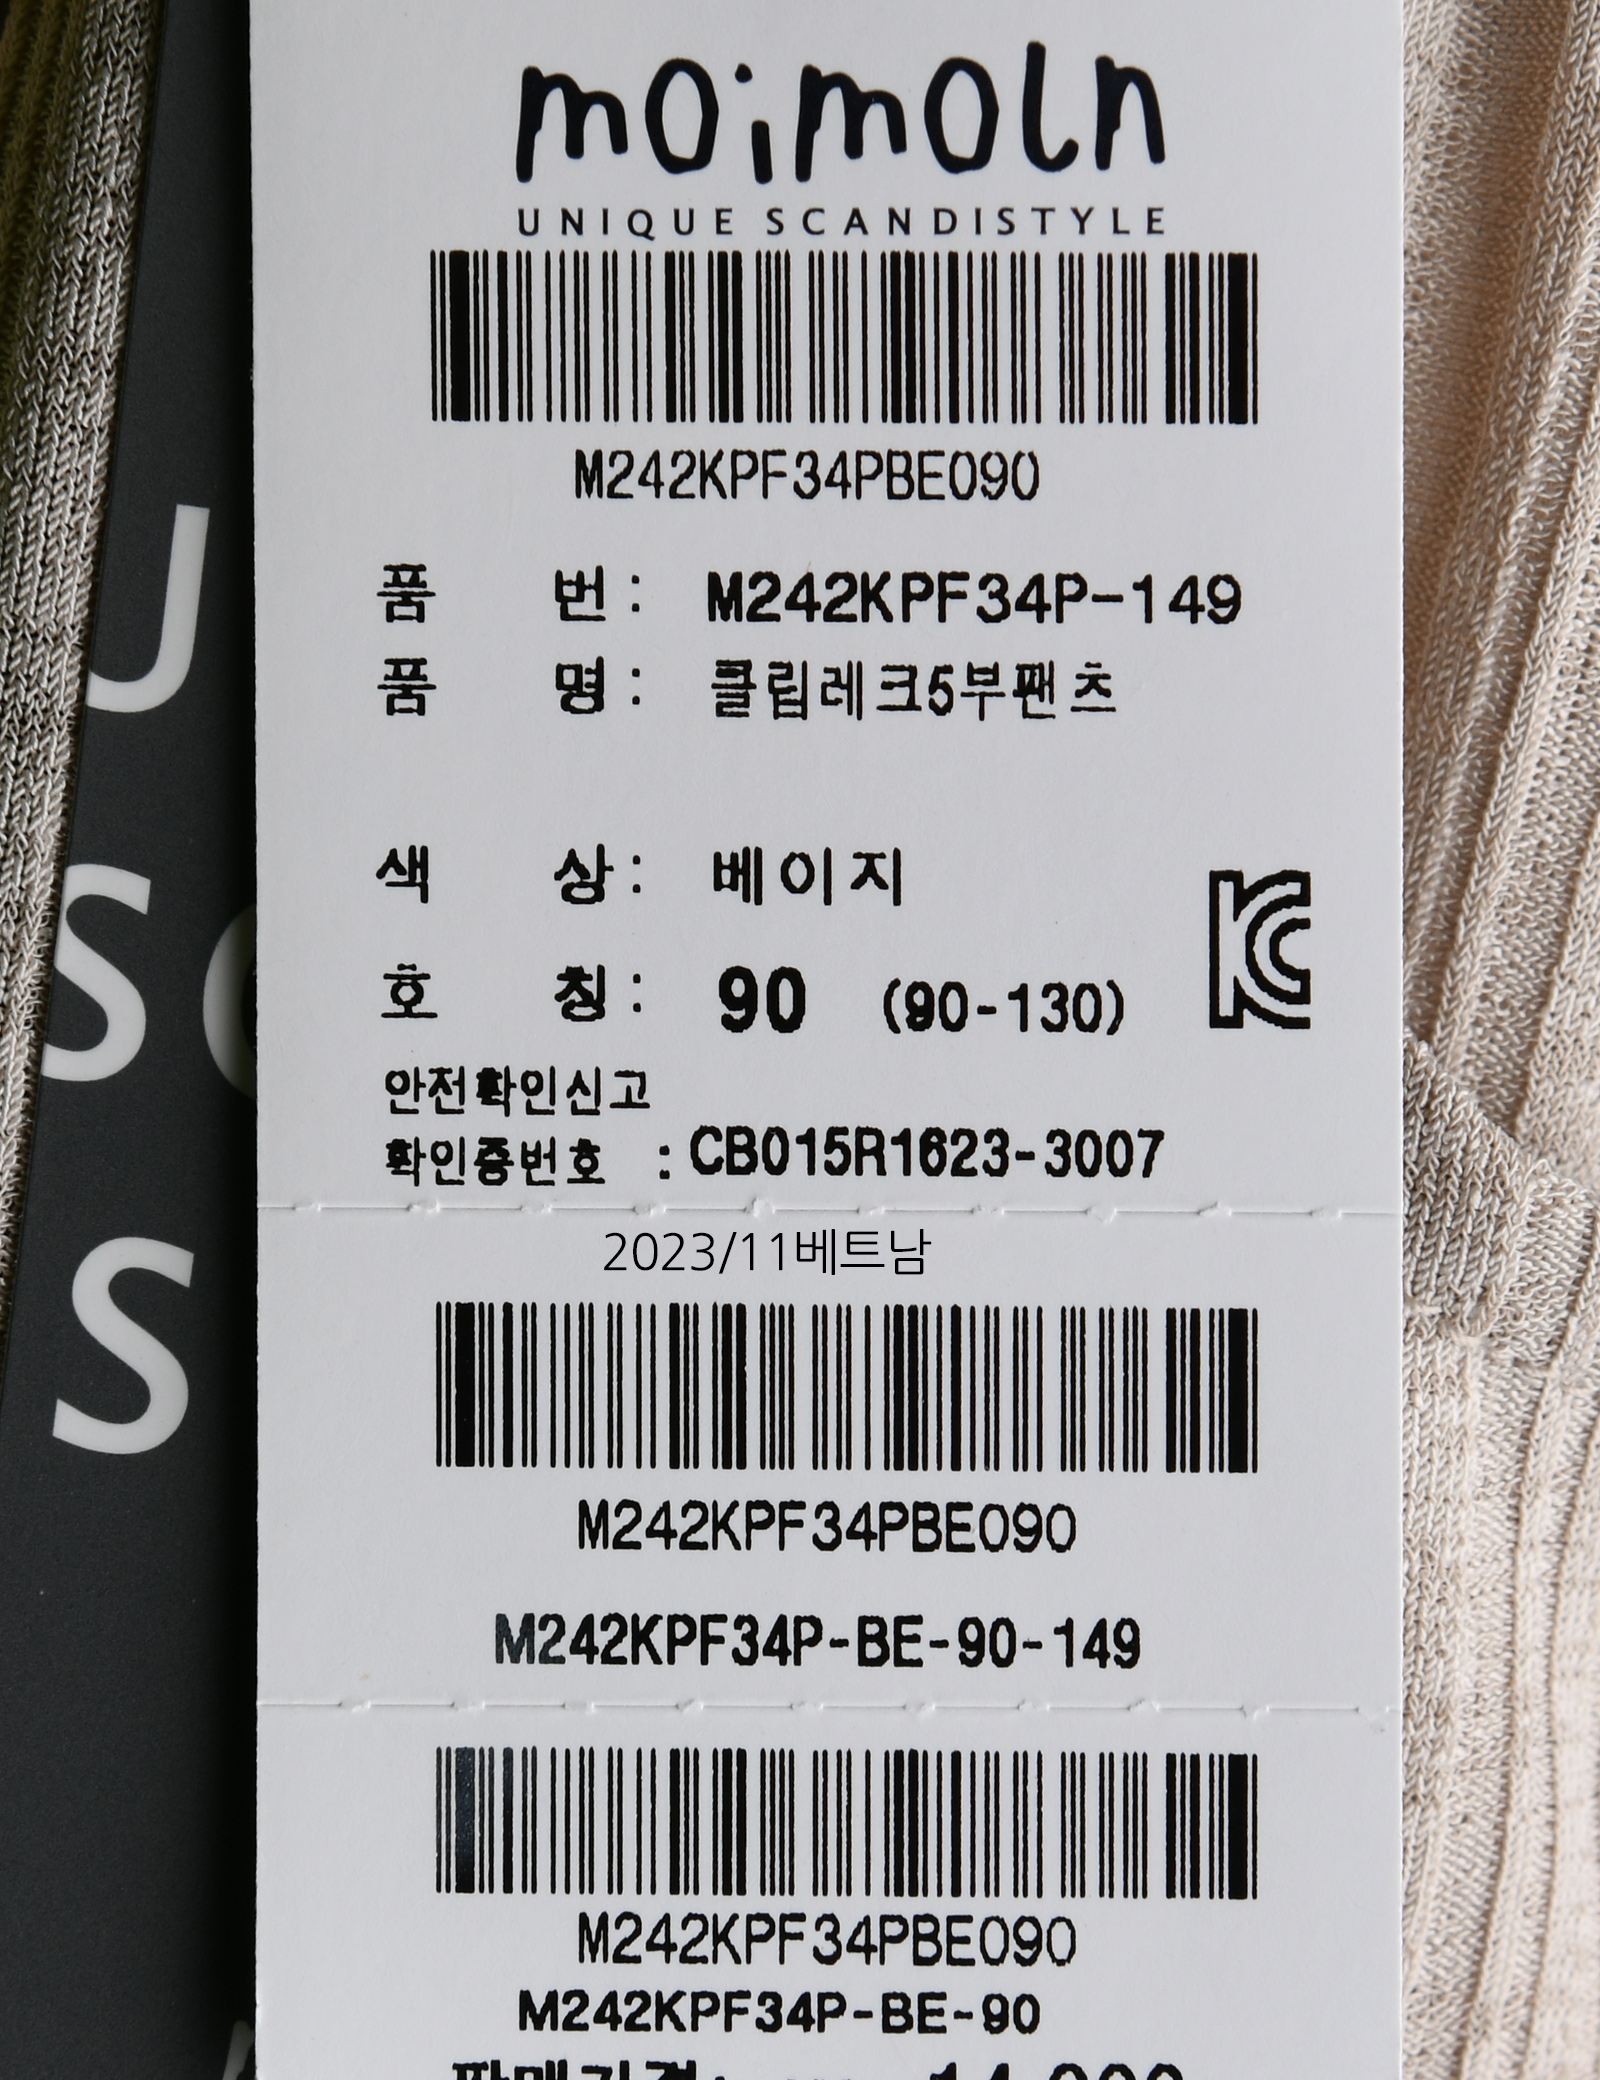 moimoln
UNIQUE SCANDISTYLE
M242KPF34PBE090
품 번 : M242KPF34P-149
품 명 : 클립레크5부팬츠
색 상 : 베이지
호 칭 : 90 (90-130)
안전확인신고
확인증번호 : CB015R1623-3007
2023/11베트남
M242KPF34PBE090
M242KPF34P-BE-90-149
M242KPF34PBE090
M242KPF34P-BE-90